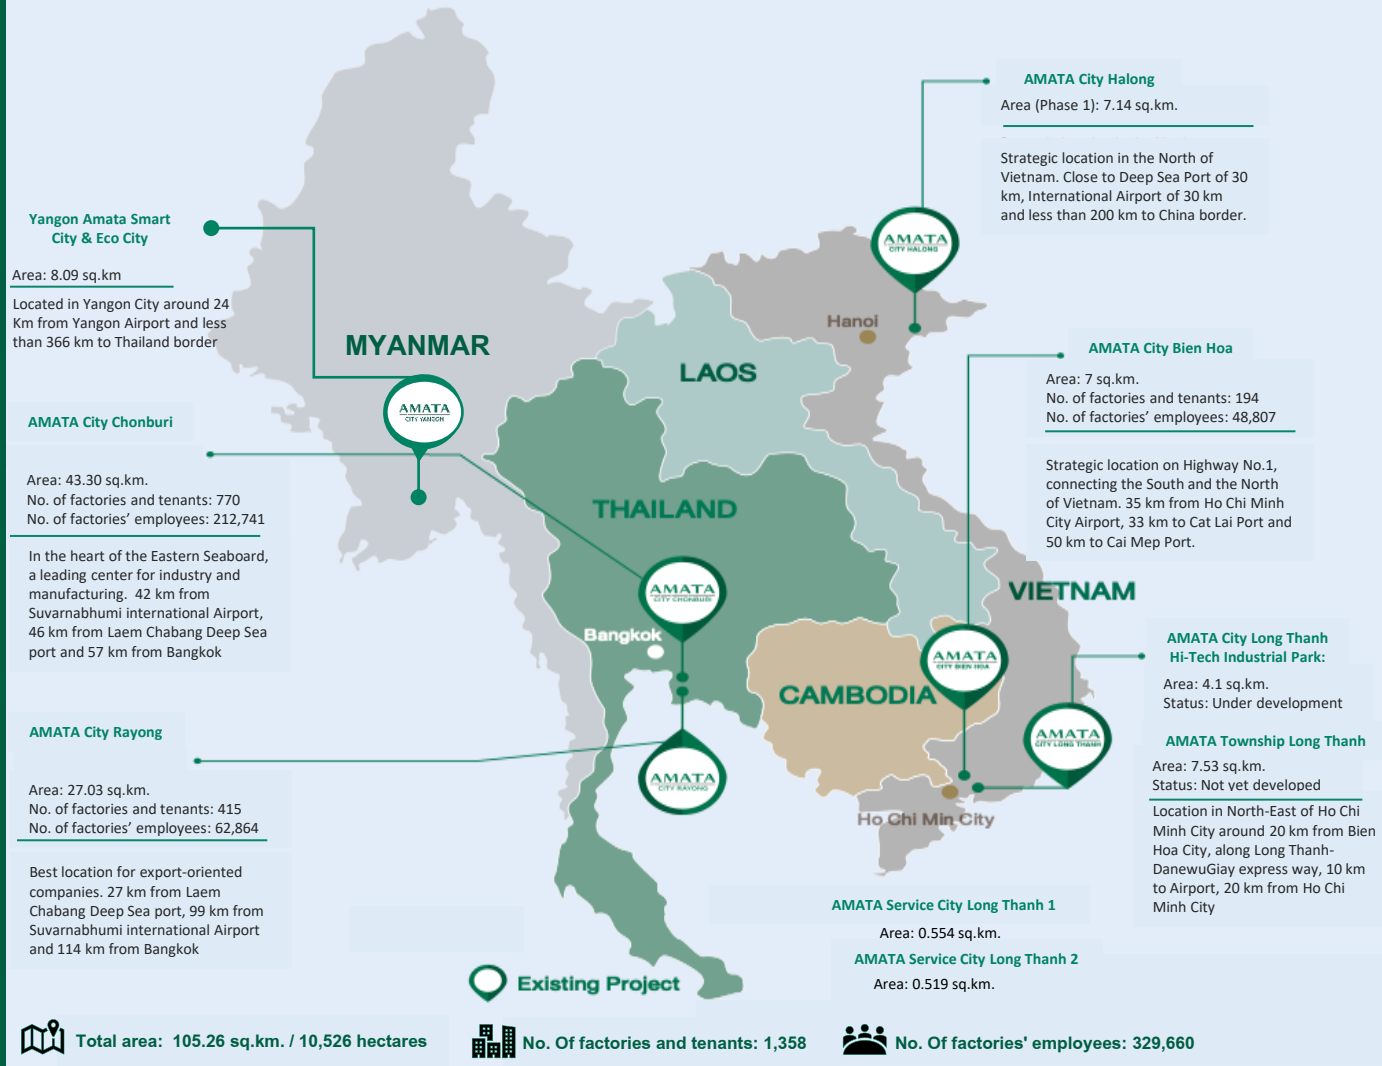 AMATA City Halong
Area (Phase 1): 7.14 sq.km.
Strategic location in the North of
Vietnam. Close to Deep Sea Port of 30
km, International Airport of 30 km
and less than 200 km to China border.
Yangon Amata Smart
City & Eco City
Area: 8.09 sq.km
Located in Yangon City around 24
Km from Yangon Airport and less
than 366 km to Thailand border
AMATA
CITY HALONG
Hanoi
MYANMAR
LAOS
AMATA
CITY YANGON
AMATA City Bien Hoa
Area: 7 sq.km.
No. of factories and tenants: 194
No. of factories' employees: 48,807
Strategic location on Highway No.1,
connecting the South and the North
of Vietnam. 35 km from Ho Chi Minh
City Airport, 33 km to Cat Lai Port and
50 km to Cai Mep Port.
AMATA City Chonburi
Area: 43.30 sq.km.
No. of factories and tenants: 770
No. of factories' employees: 212,741
In the heart of the Eastern Seaboard,
a leading center for industry and
manufacturing. 42 km from
Suvarnabhumi international Airport,
46 km from Laem Chabang Deep Sea
port and 57 km from Bangkok
THAILAND
AMATA
CITY CHONBURI
Bangkok
VIETNAM
AMATA
CITY BIEN HOA
CAMBODIA
AMATA City Long Thanh
Hi-Tech Industrial Park:
Area: 4.1 sq.km.
Status: Under development
AMATA Township Long Thanh
Area: 7.53 sq.km.
Status: Not yet developed
Location in North-East of Ho Chi
Minh City around 20 km from Bien
Hoa City, along Long Thanh-
DanewuGiay express way, 10 km
to Airport, 20 km from Ho Chi
Minh City
AMATA
CITY LONG THANH
AMATA City Rayong
Area: 27.03 sq.km.
No. of factories and tenants: 415
No. of factories' employees: 62,864
Best location for export-oriented
companies. 27 km from Laem
Chabang Deep Sea port, 99 km from
Suvarnabhumi international Airport
and 114 km from Bangkok
AMATA
CITY RAYONG
Ho Chi Min City
AMATA Service City Long Thanh 1
Area: 0.554 sq.km.
AMATA Service City Long Thanh 2
Area: 0.519 sq.km.
Existing Project
Total area: 105.26 sq.km. / 10,526 hectares
No. Of factories and tenants: 1,358
No. Of factories' employees: 329,660